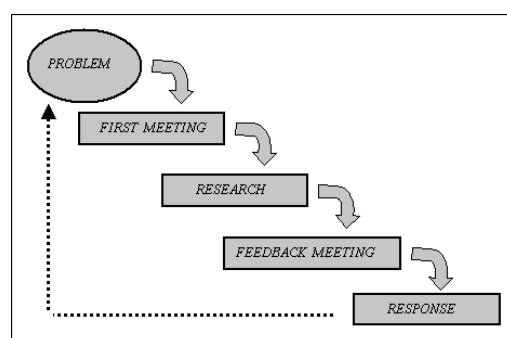 PROBLEM
FIRST MEETING
RESEARCH
FEEDBACK MEETING
RESPONSE